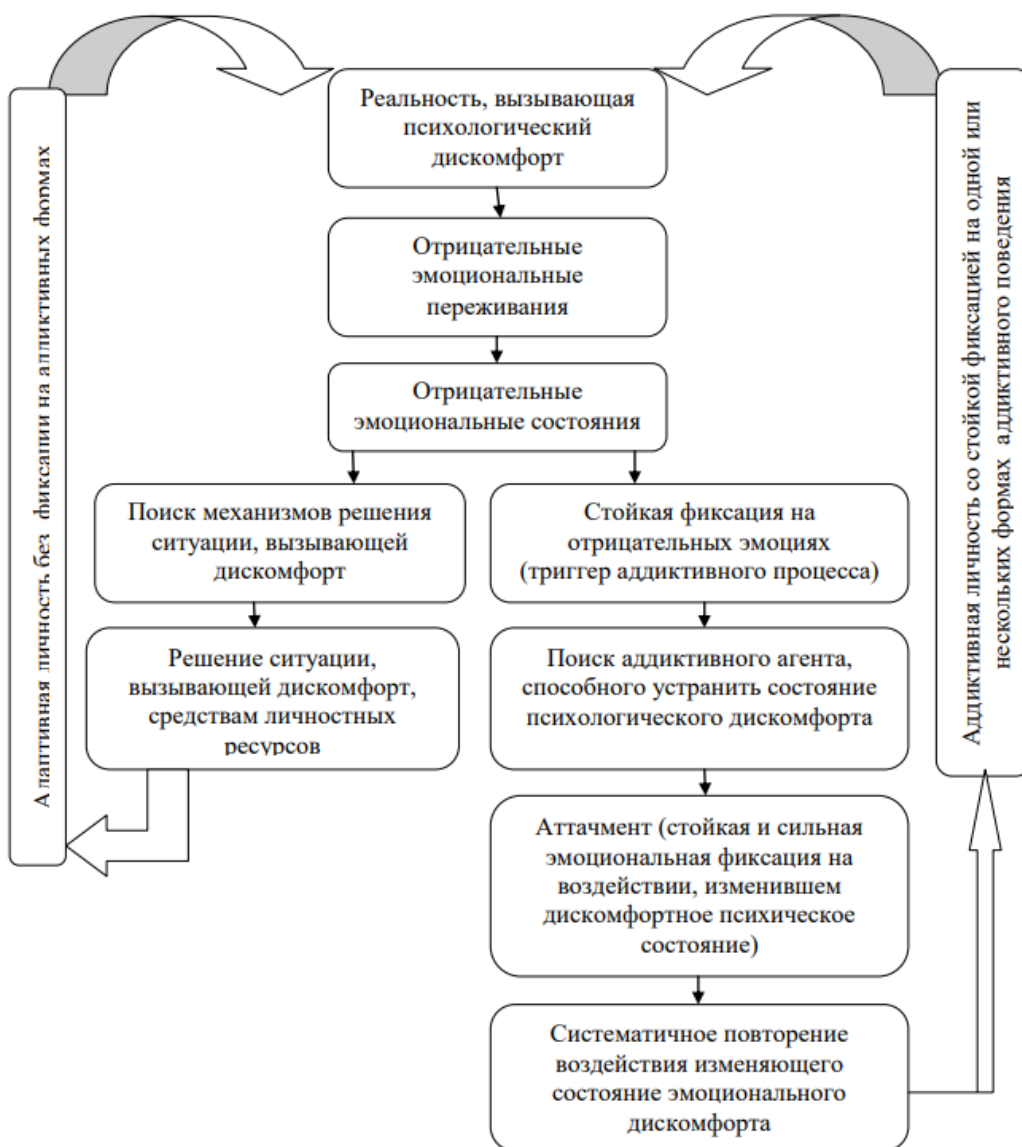 Реальность, вызывающая
психологический
дискомфорт
Отрицательные
эмоциональные
переживания
Отрицательные
эмоциональные состояния
Поиск механизмов решения
ситуации, вызывающей
дискомфорт
Стойкая фиксация на
отрицательных эмоциях
(триггер аддиктивного процесса)
Решение ситуации,
вызывающей дискомфорт,
средствам личностных
ресурсов
Поиск аддиктивного агента,
способного устранить состояние
психологического дискомфорта
Аттачмент (стойкая и сильная
эмоциональная фиксация на
воздействии, изменившем
дискомфортное психическое
состояние)
Систематичное повторение
воздействия изменяющего
состояние эмоционального
дискомфорта
Адаптивная личность без фиксации на аддиктивных формах
Аддиктивная личность со стойкой фиксацией на одной или
нескольких формах аддиктивного поведения